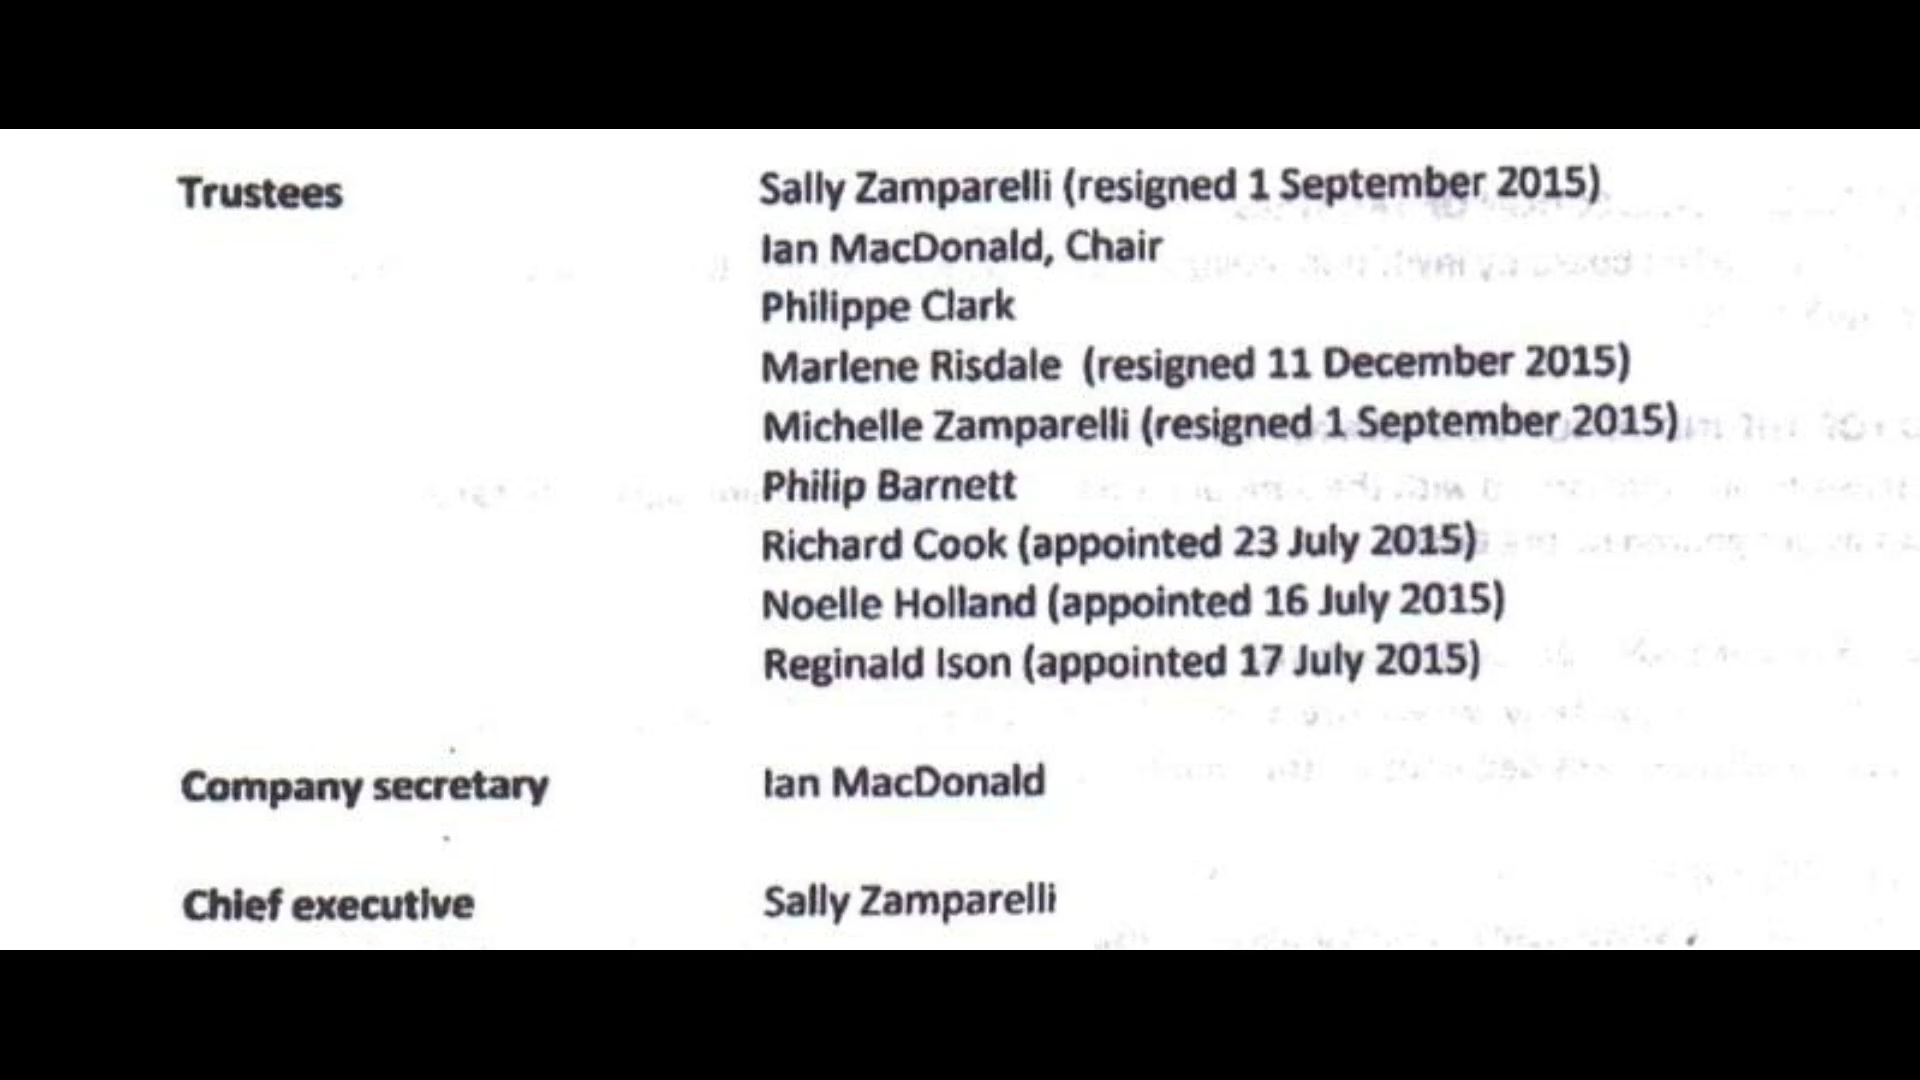 Trustees Sally Zamparelli (resigned 1 September 2015)
Ian MacDonald, Chair
Philippe Clark
Marlene Risdale (resigned 11 December 2015)
Michelle Zamparelli (resigned 1 September 2015)
Philip Barnett
Richard Cook (appointed 23 July 2015)
Noelle Holland (appointed 16 July 2015)
Reginald Ison (appointed 17 July 2015)
Company secretary Ian MacDonald
Chief executive Sally Zamparelli